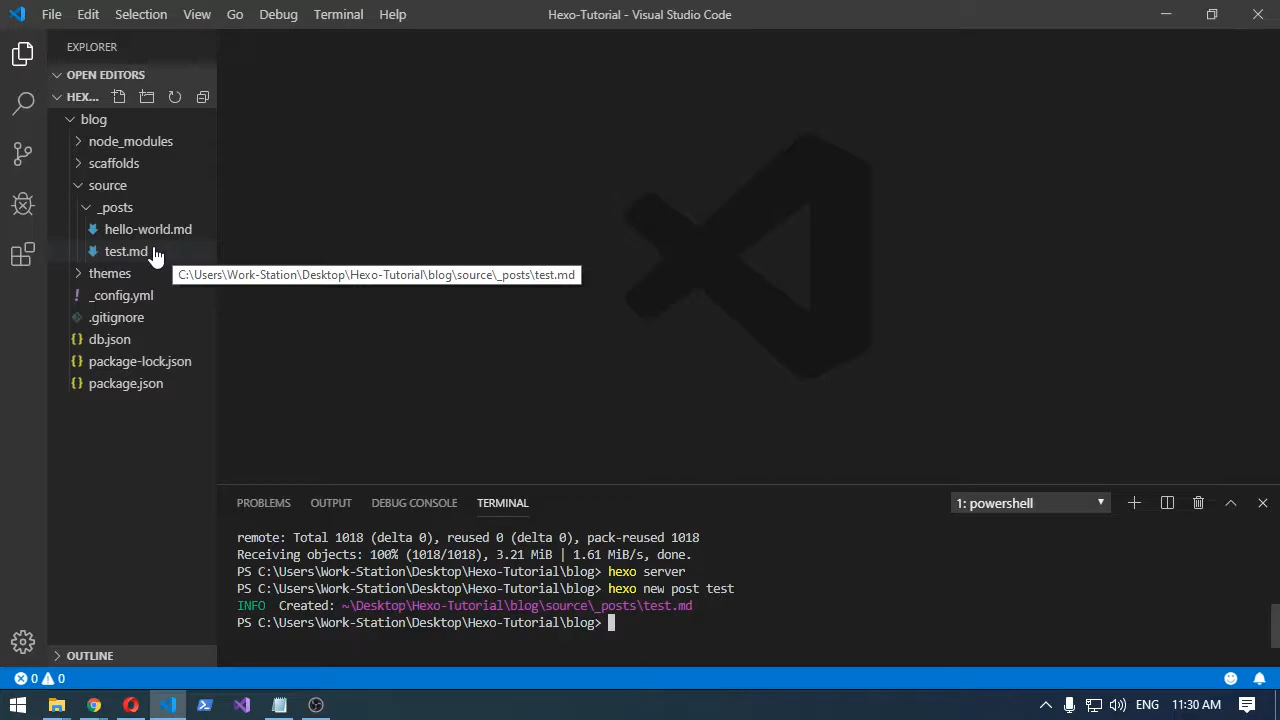 File Edit Selection View Go Debug Terminal Help
Hexo-Tutorial - Visual Studio Code
EXPLORER
OPEN EDITORS
HEX...
blog
node_modules
scaffolds
source
_posts
hello-world.md
test.md
C:\Users\Work-Station\Desktop\Hexo-Tutorial\blog\source\_posts\test.md
themes
_config.yml
.gitignore
db.json
package-lock.json
package.json
PROBLEMS OUTPUT DEBUG CONSOLE TERMINAL
1: powershell
remote: Total 1018 (delta 0), reused 0 (delta 0), pack-reused 1018
Receiving objects: 100% (1018/1018), 3.21 MiB | 1.61 MiB/s, done.
PS C:\Users\Work-Station\Desktop\Hexo-Tutorial\blog> hexo server
PS C:\Users\Work-Station\Desktop\Hexo-Tutorial\blog> hexo new post test
INFO  Created: ~\Desktop\Hexo-Tutorial\blog\source\_posts\test.md
PS C:\Users\Work-Station\Desktop\Hexo-Tutorial\blog>
OUTLINE
0 0
ENG 11:30 AM